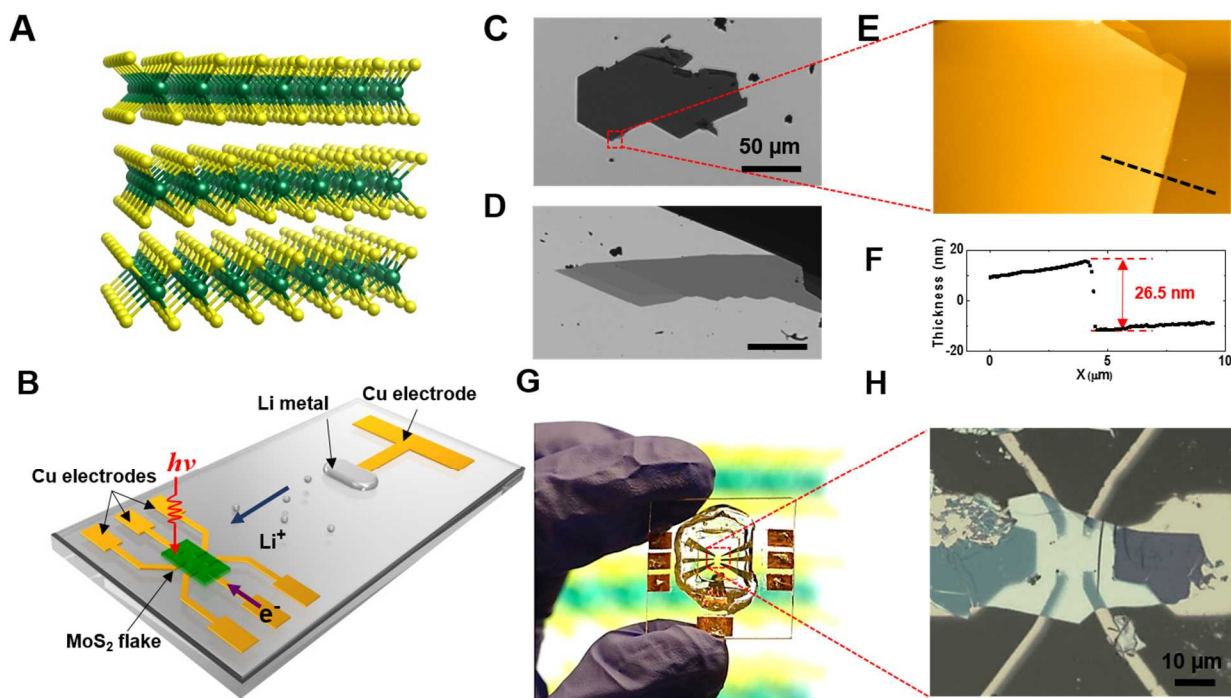 A
B
Cu electrodes
hν
Li metal
Cu electrode
Li⁺
e⁻
MoS₂ flake
C
50 μm
D
E
F
Thickness (nm)
20
0
-20
26.5 nm
0
5
10
X (μm)
G
H
10 μm